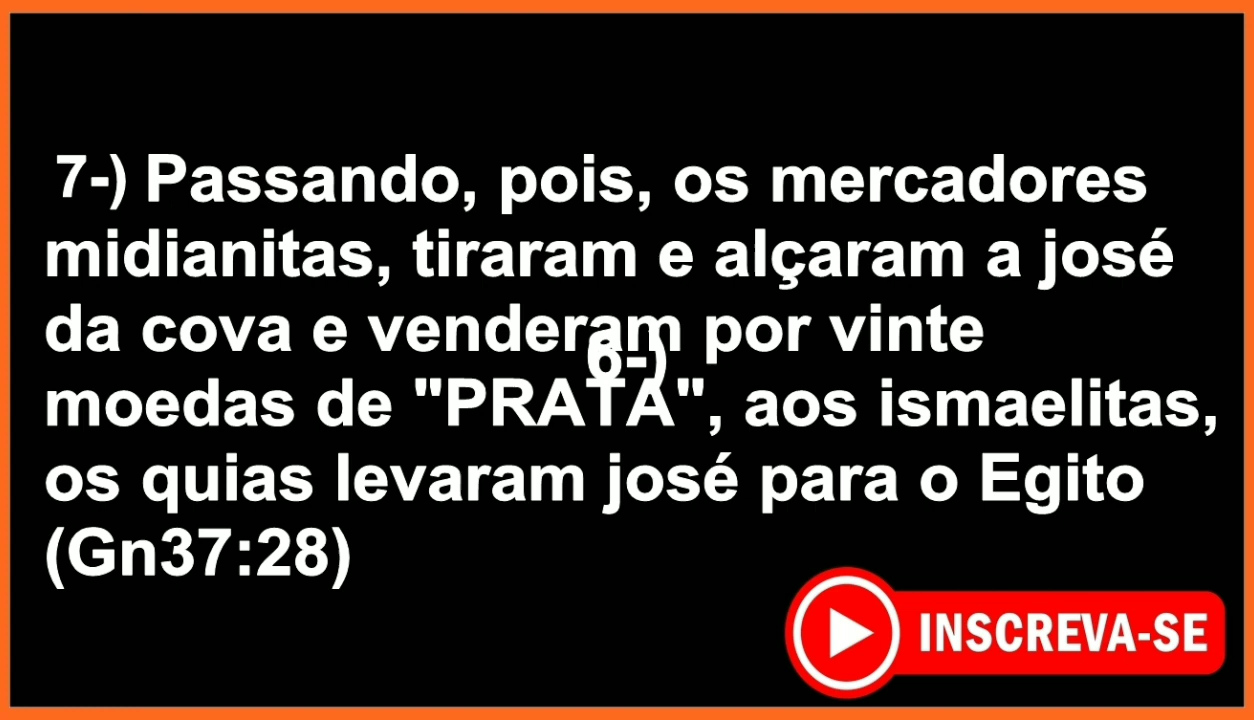 7-) Passando, pois, os mercadores
midianitas, tiraram e alçaram a josé
da cova e venderam por vinte
6-)
moedas de "PRATA", aos ismaelitas,
os quias levaram josé para o Egito
(Gn37:28)
INSCREVA-SE